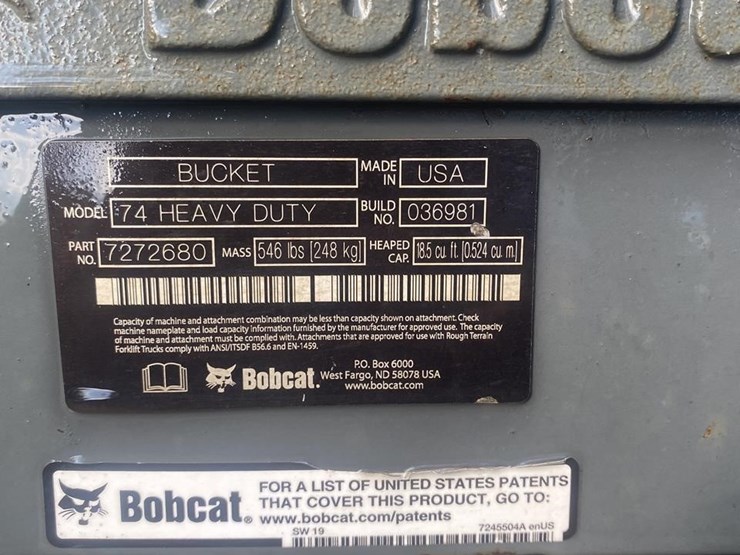 BUCKET MADE IN USA
MODEL 74 HEAVY DUTY BUILD NO. 036981
PART NO. 7272680 MASS 546 lbs [248 kg] HEAPED CAP. 18.5 cu. ft. [0.524 cu. m]
Capacity of machine and attachment combination may be less than capacity shown on attachment. Check
machine nameplate and load capacity information furnished by the manufacturer for approved use. The capacity
of machine and attachment must be complied with. Attachments that are approved for use with Rough Terrain
Forklift Trucks comply with ANSI/ITSDF B56.6 and EN-1459.
P.O. Box 6000
Bobcat. West Fargo, ND 58078 USA
www.bobcat.com
FOR A LIST OF UNITED STATES PATENTS
THAT COVER THIS PRODUCT, GO TO:
Bobcat® www.bobcat.com/patents
SW 19 7245504A enUS